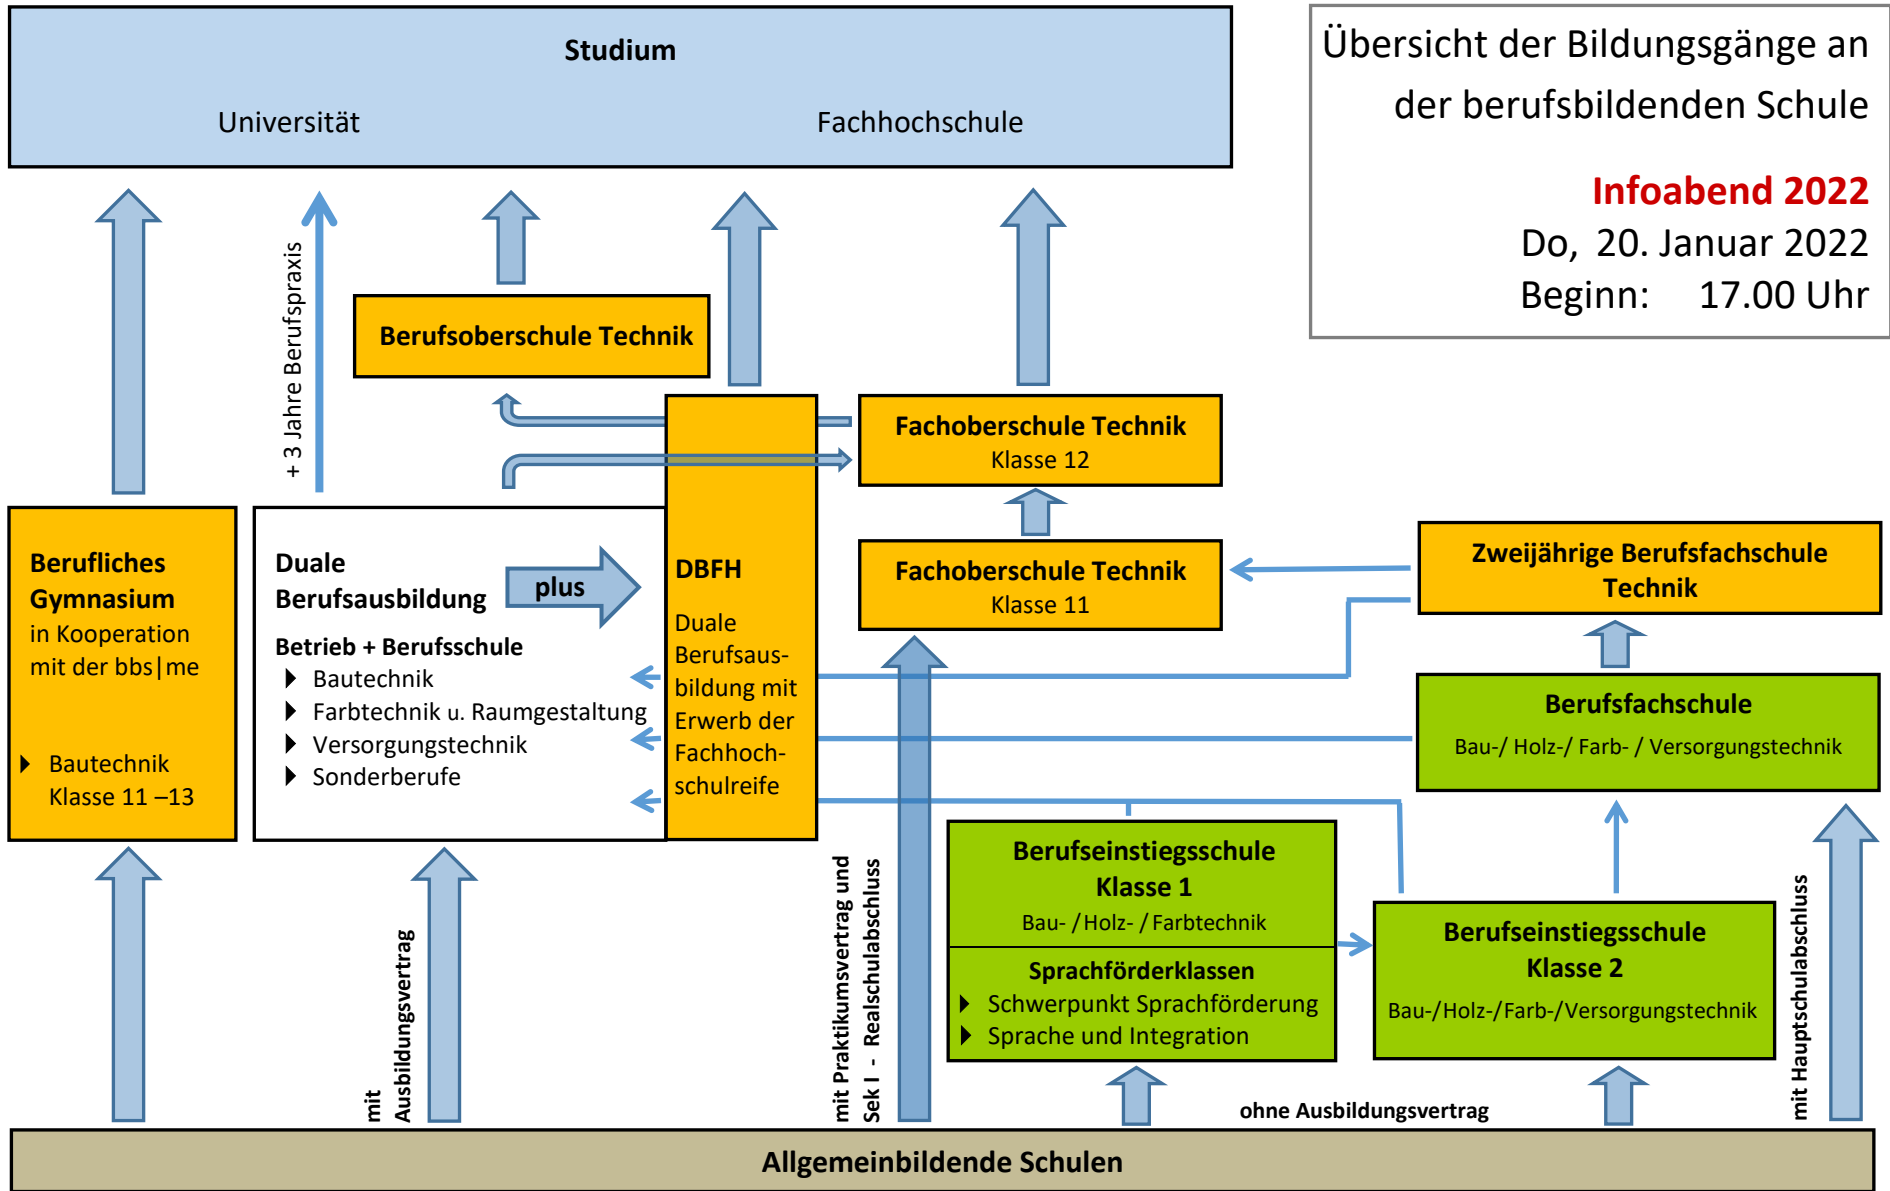 Studium
Universität
Fachhochschule
Übersicht der Bildungsgänge an
der berufsbildenden Schule
Infoabend 2022
Do, 20. Januar 2022
Beginn: 17.00 Uhr
+ 3 Jahre Berufspraxis
Berufsoberschule Technik
Fachoberschule Technik
Klasse 12
Berufliches
Gymnasium
in Kooperation
mit der bbs|me
Bautechnik
Klasse 11 –13
Duale
Berufsausbildung
plus
Betrieb + Berufsschule
Bautechnik
Farbtechnik u. Raumgestaltung
Versorgungstechnik
Sonderberufe
DBFH
Duale
Berufsaus-
bildung mit
Erwerb der
Fachhoch-
schulreife
Fachoberschule Technik
Klasse 11
Zweijährige Berufsfachschule
Technik
Berufsfachschule
Bau-/ Holz-/ Farb- / Versorgungstechnik
Berufseinstiegsschule
Klasse 1
Bau- / Holz- / Farbtechnik
Sprachförderklassen
Schwerpunkt Sprachförderung
Sprache und Integration
Berufseinstiegsschule
Klasse 2
Bau-/Holz-/Farb-/Versorgungstechnik
mit
Ausbildungsvertrag
mit Praktikumsvertrag und
Sek I - Realschulabschluss
ohne Ausbildungsvertrag
mit Hauptschulabschluss
Allgemeinbildende Schulen